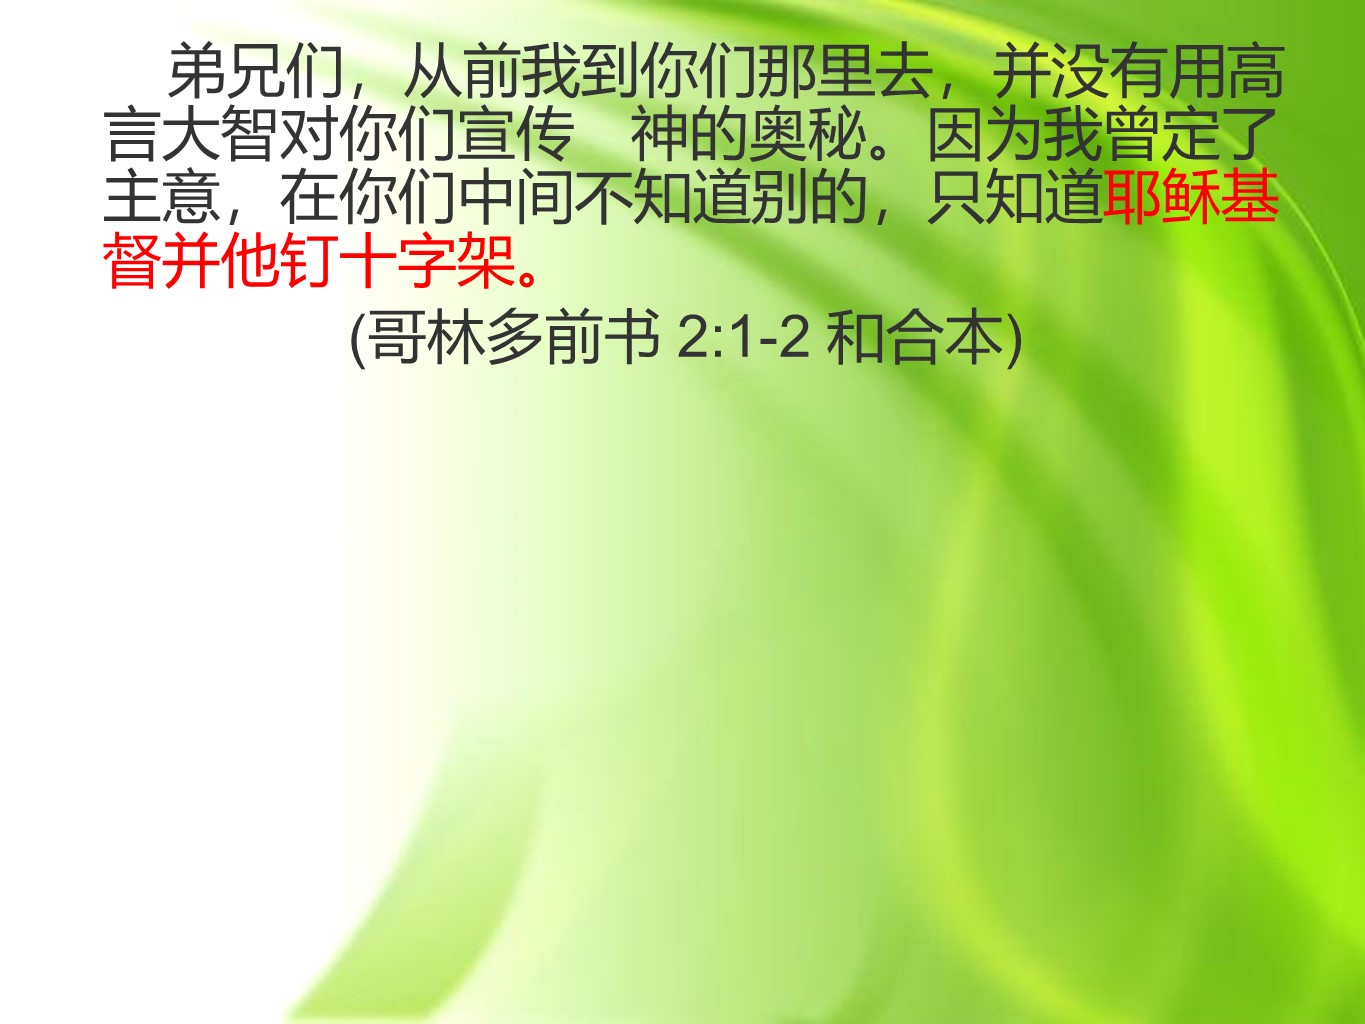 弟兄们，从前我到你们那里去，并没有用高
言大智对你们宣传　神的奥秘。因为我曾定了
主意，在你们中间不知道别的，只知道耶稣基
督并他钉十字架。
(哥林多前书 2:1-2 和合本)